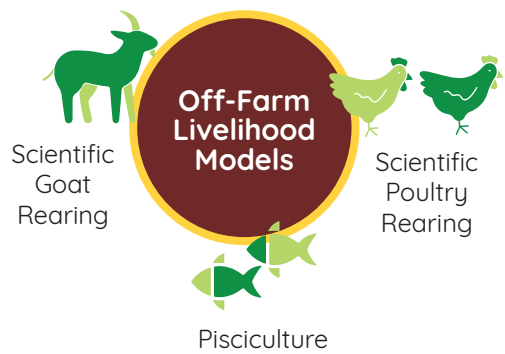 Off-Farm
Livelihood
Models
Scientific
Goat
Rearing
Scientific
Poultry
Rearing
Pisciculture